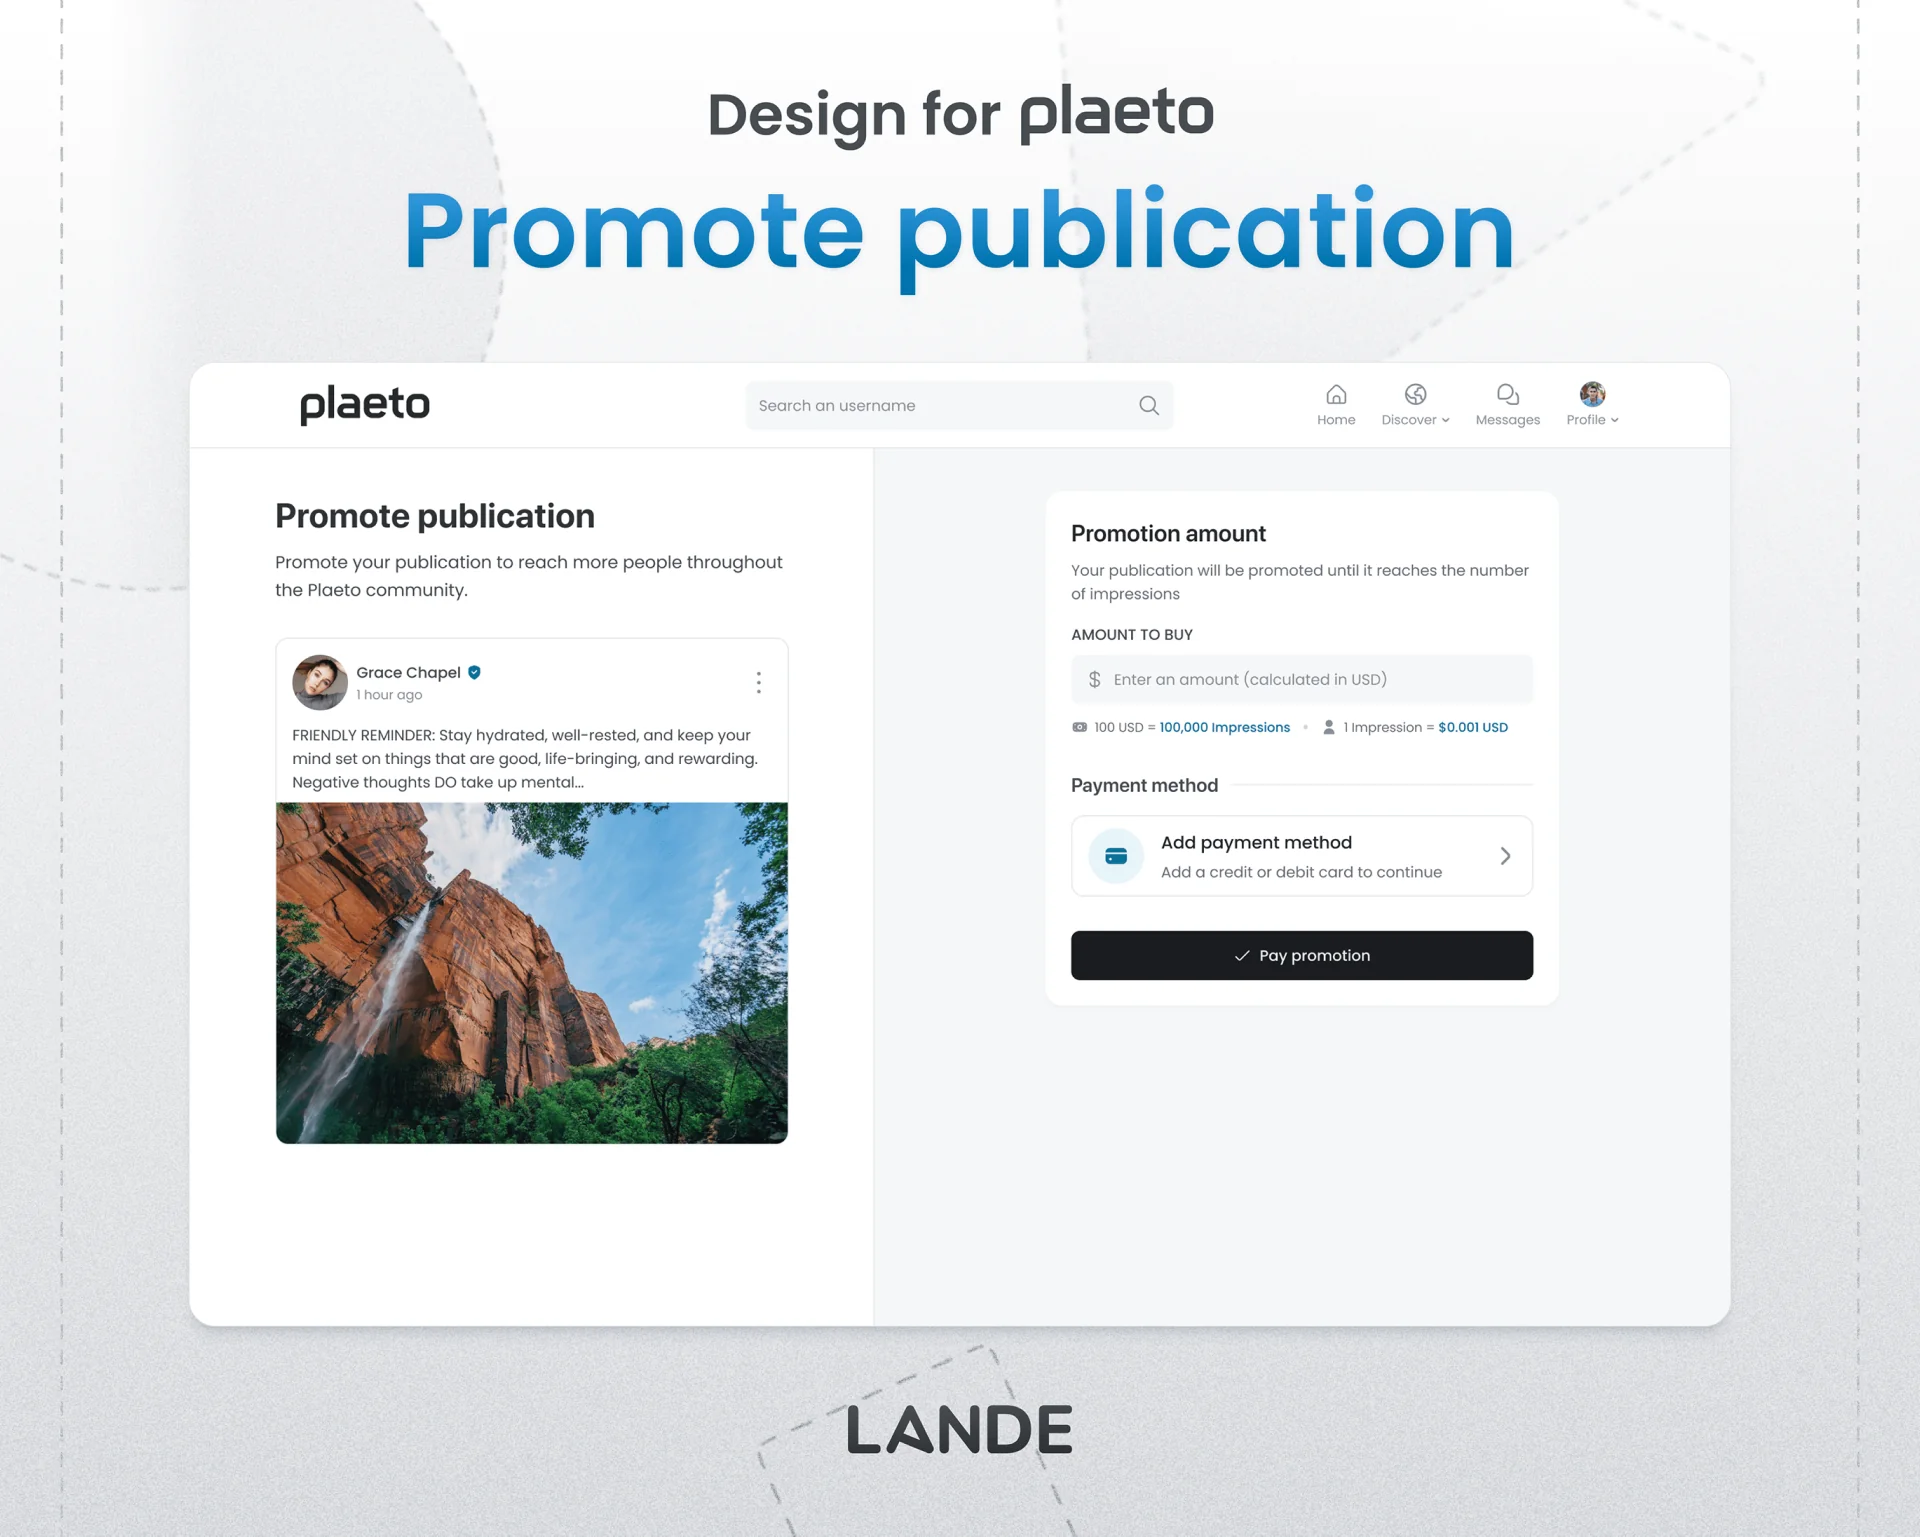 Design for plaeto
Promote publication
plaeto
Search an username
Home
Discover
Messages
Profile
Promote publication
Promote your publication to reach more people throughout
the Plaeto community.
Grace Chapel
1 hour ago
FRIENDLY REMINDER: Stay hydrated, well-rested, and keep your
mind set on things that are good, life-bringing, and rewarding.
Negative thoughts DO take up mental...
Promotion amount
Your publication will be promoted until it reaches the number
of impressions
AMOUNT TO BUY
$ Enter an amount (calculated in USD)
100 USD = 100,000 Impressions • 1 Impression = $0.001 USD
Payment method
Add payment method
Add a credit or debit card to continue
Pay promotion
LANDE